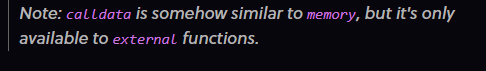 Note: calldata is somehow similar to memory, but it's only
available to external functions.